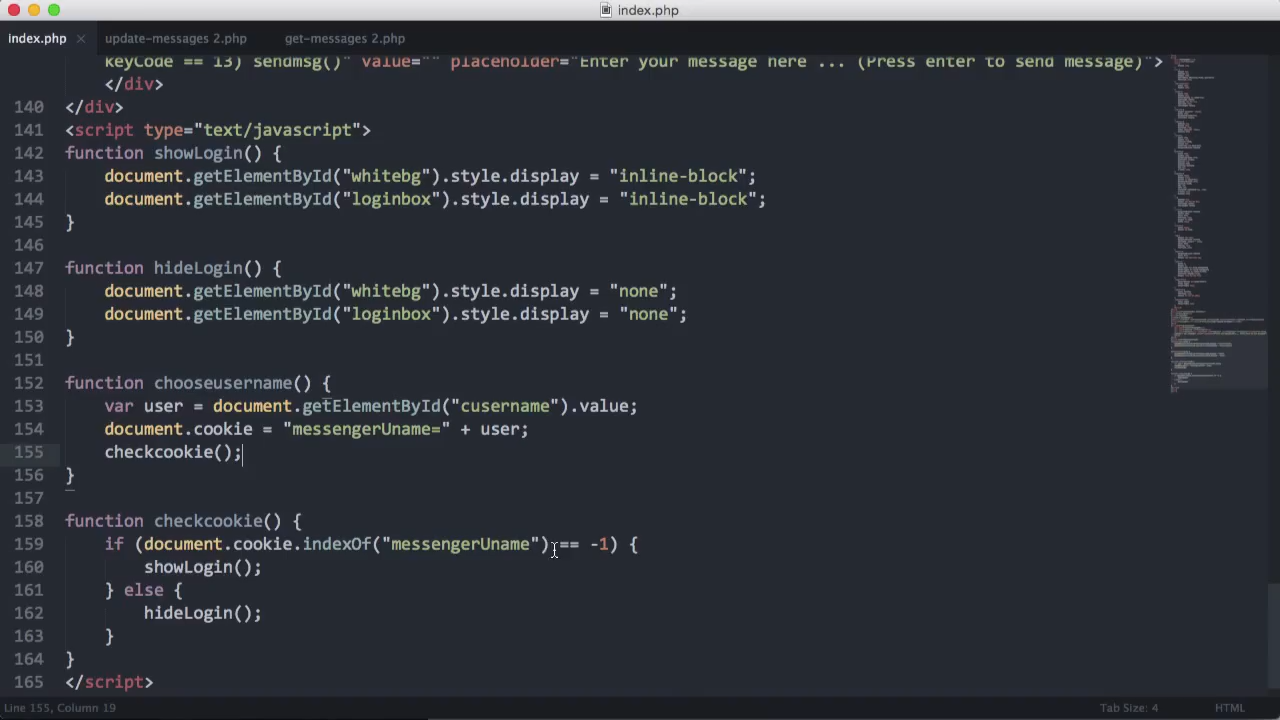 index.php
index.php ×
update-messages 2.php
get-messages 2.php
keyCode == 13) sendmsg()" value="" placeholder="Enter your message here ... (Press enter to send message)">
</div>
140 </div>
141 <script type="text/javascript">
142 function showLogin() {
143 document.getElementById("whitebg").style.display = "inline-block";
144 document.getElementById("loginbox").style.display = "inline-block";
145 }
146
147 function hideLogin() {
148 document.getElementById("whitebg").style.display = "none";
149 document.getElementById("loginbox").style.display = "none";
150 }
151
152 function chooseusername() {
153 var user = document.getElementById("cusername").value;
154 document.cookie = "messengerUname=" + user;
155 checkcookie();
156 }
157
158 function checkcookie() {
159 if (document.cookie.indexOf("messengerUname") == -1) {
160 showLogin();
161 } else {
162 hideLogin();
163 }
164 }
165 </script>
Line 155, Column 19
Tab Size: 4
HTML